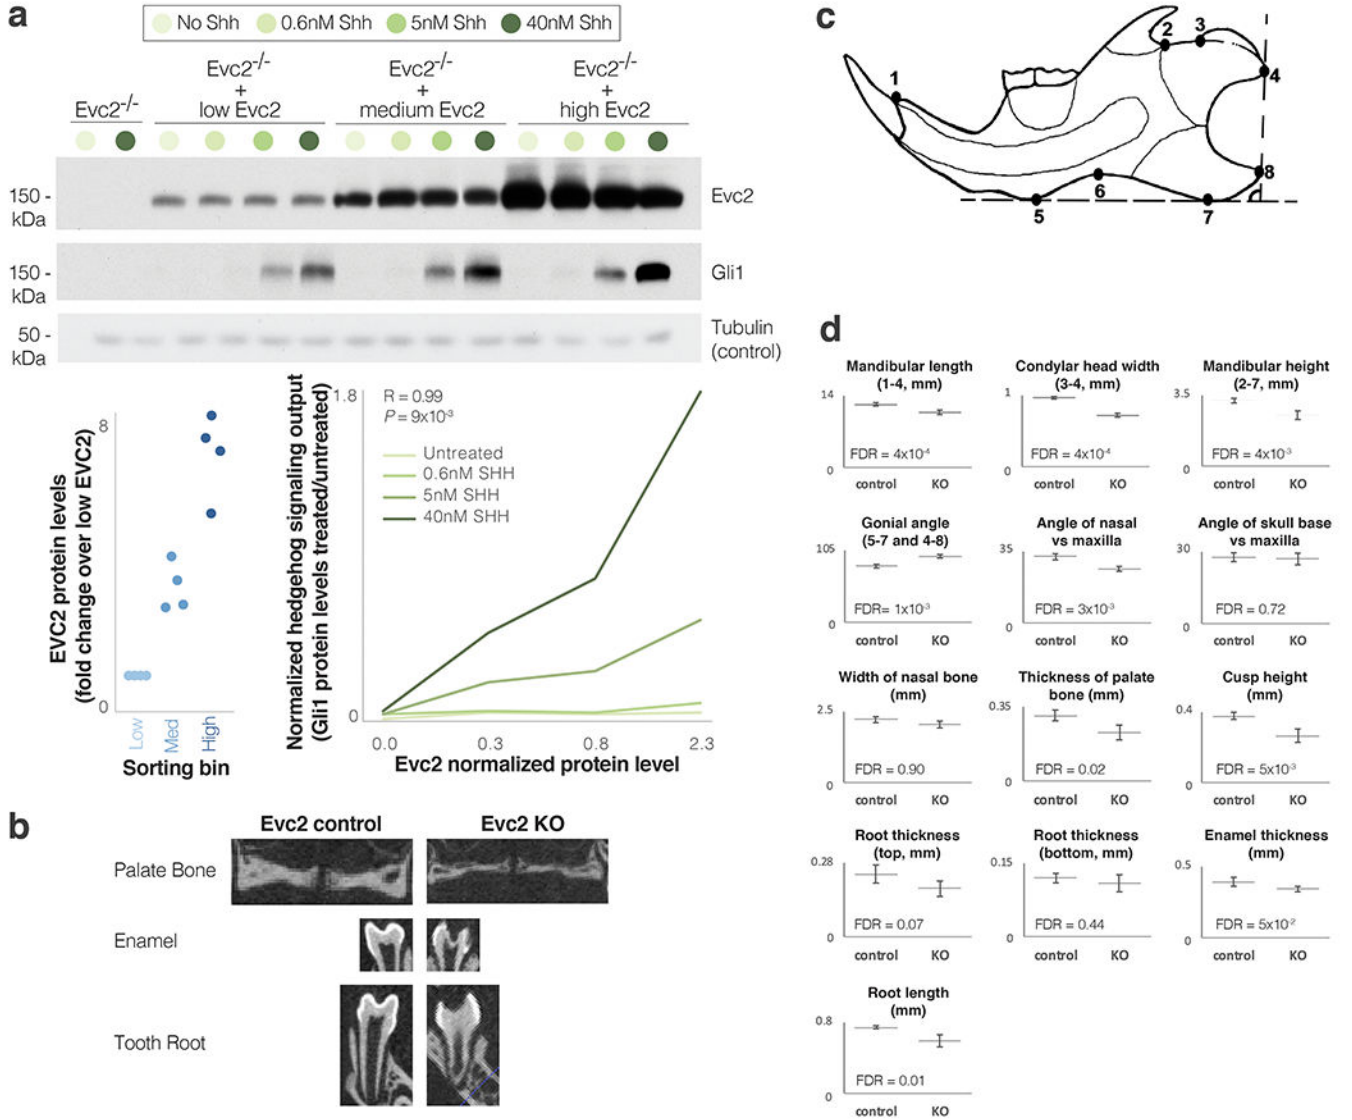 a
No Shh 0.6nM Shh 5nM Shh 40nM Shh
Evc2-/-
Evc2-/-
+
low Evc2
Evc2-/-
+
medium Evc2
Evc2-/-
+
high Evc2
150 -
kDa
Evc2
150 -
kDa
Gli1
50 -
kDa
Tubulin
(control)
EVC2 protein levels
(fold change over low EVC2)
8
0
Low
Med
High
Sorting bin
Normalized hedgehog signaling output
(Gli1 protein levels treated/untreated)
1.8
0
R = 0.99
P = 9x10-3
Untreated
0.6nM SHH
5nM SHH
40nM SHH
0.0 0.3 0.8 2.3
Evc2 normalized protein level
b
Evc2 control Evc2 KO
Palate Bone
Enamel
Tooth Root
c
1
2
3
4
5
6
7
8
d
Mandibular length
(1-4, mm)
14
0
FDR = 4x10-4
control KO
Condylar head width
(3-4, mm)
1
0
FDR = 4x10-4
control KO
Mandibular height
(2-7, mm)
3.5
0
FDR = 4x10-3
control KO
Gonial angle
(5-7 and 4-8)
105
0
FDR= 1x10-3
control KO
Angle of nasal
vs maxilla
35
0
FDR = 3x10-3
control KO
Angle of skull base
vs maxilla
30
0
FDR = 0.72
control KO
Width of nasal bone
(mm)
2.5
0
FDR = 0.90
control KO
Thickness of palate
bone (mm)
0.35
0
FDR = 0.02
control KO
Cusp height
(mm)
0.4
0
FDR = 5x10-3
control KO
Root thickness
(top, mm)
0.28
0
FDR = 0.07
control KO
Root thickness
(bottom, mm)
0.15
0
FDR = 0.44
control KO
Enamel thickness
(mm)
0.5
0
FDR = 5x10-2
control KO
Root length
(mm)
0.8
0
FDR = 0.01
control KO